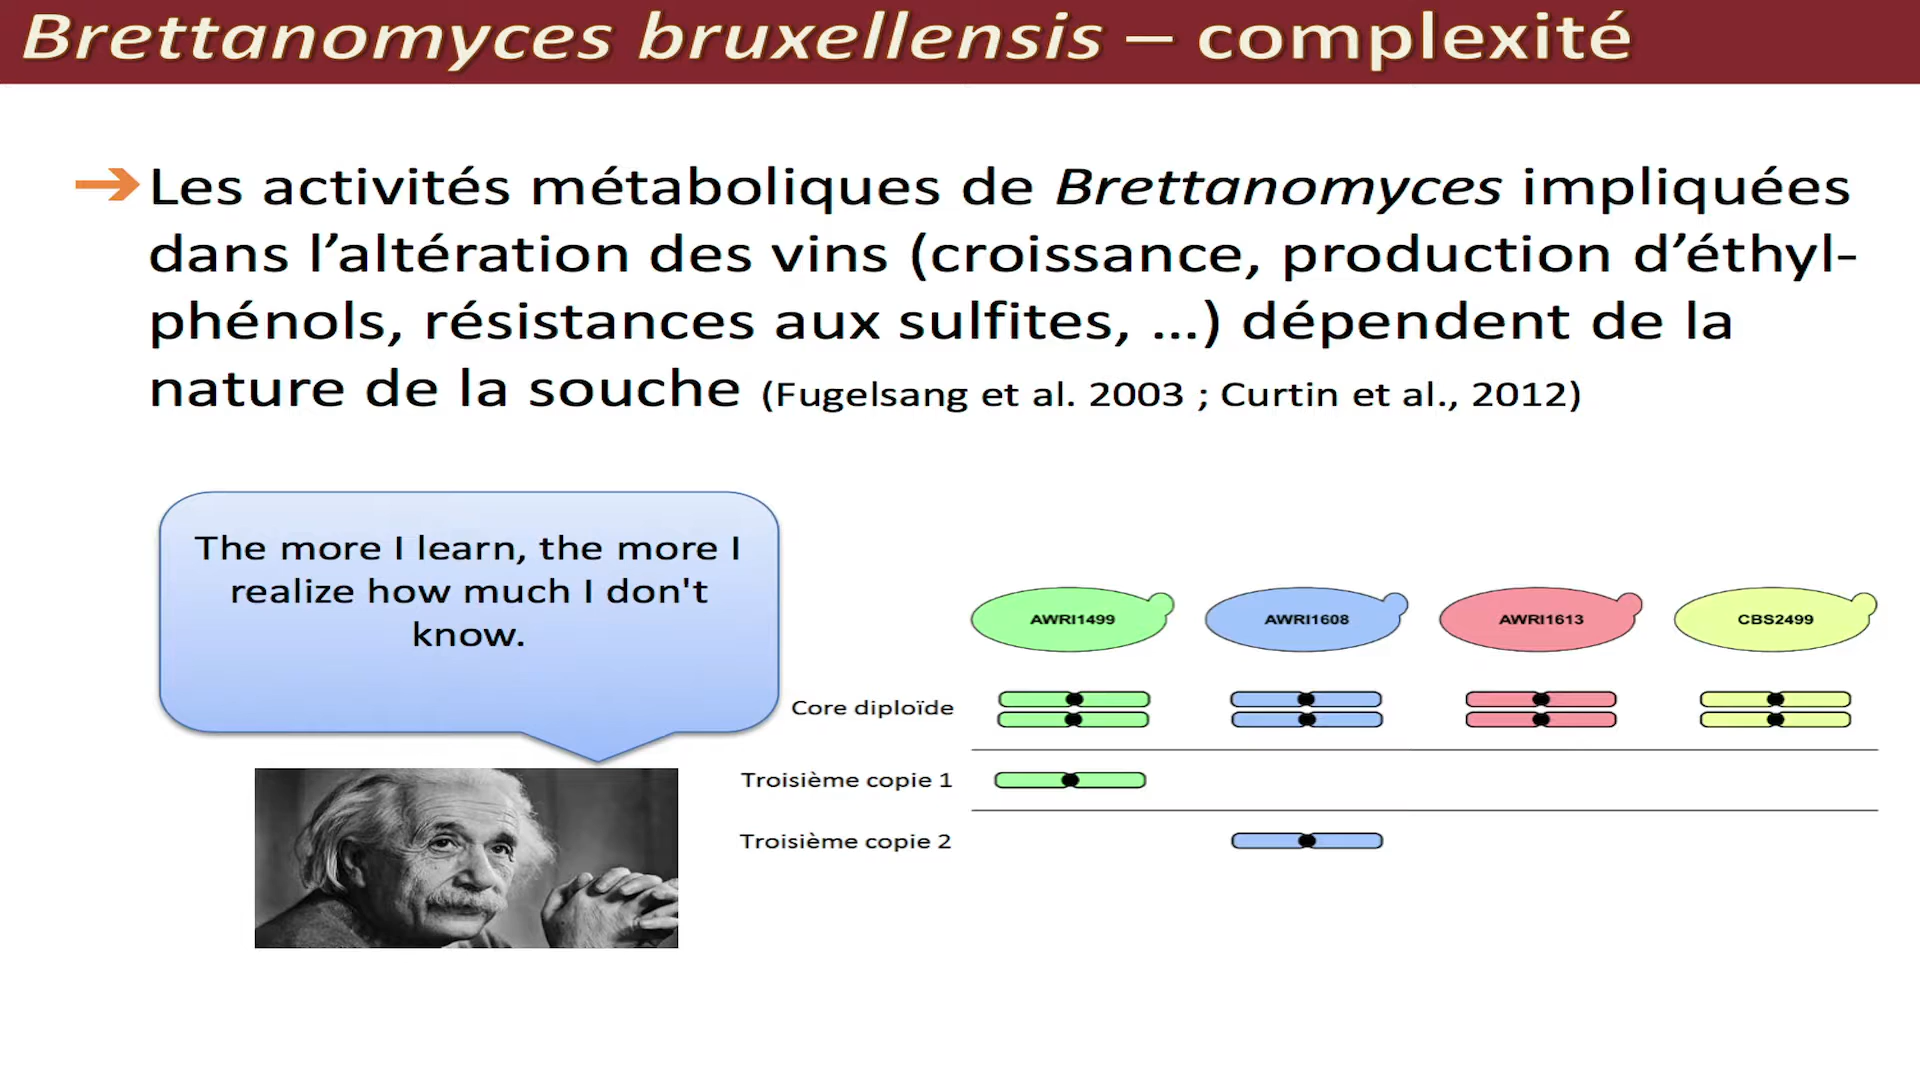 Brettanomyces bruxellensis – complexité
Les activités métaboliques de Brettanomyces impliquées
dans l’altération des vins (croissance, production d’éthyl-
phénols, résistances aux sulfites, ...) dépendent de la
nature de la souche (Fugelsang et al. 2003 ; Curtin et al., 2012)
The more I learn, the more I
realize how much I don't
know.
AWRI1499 AWRI1608 AWRI1613 CBS2499
Core diploïde
Troisième copie 1
Troisième copie 2